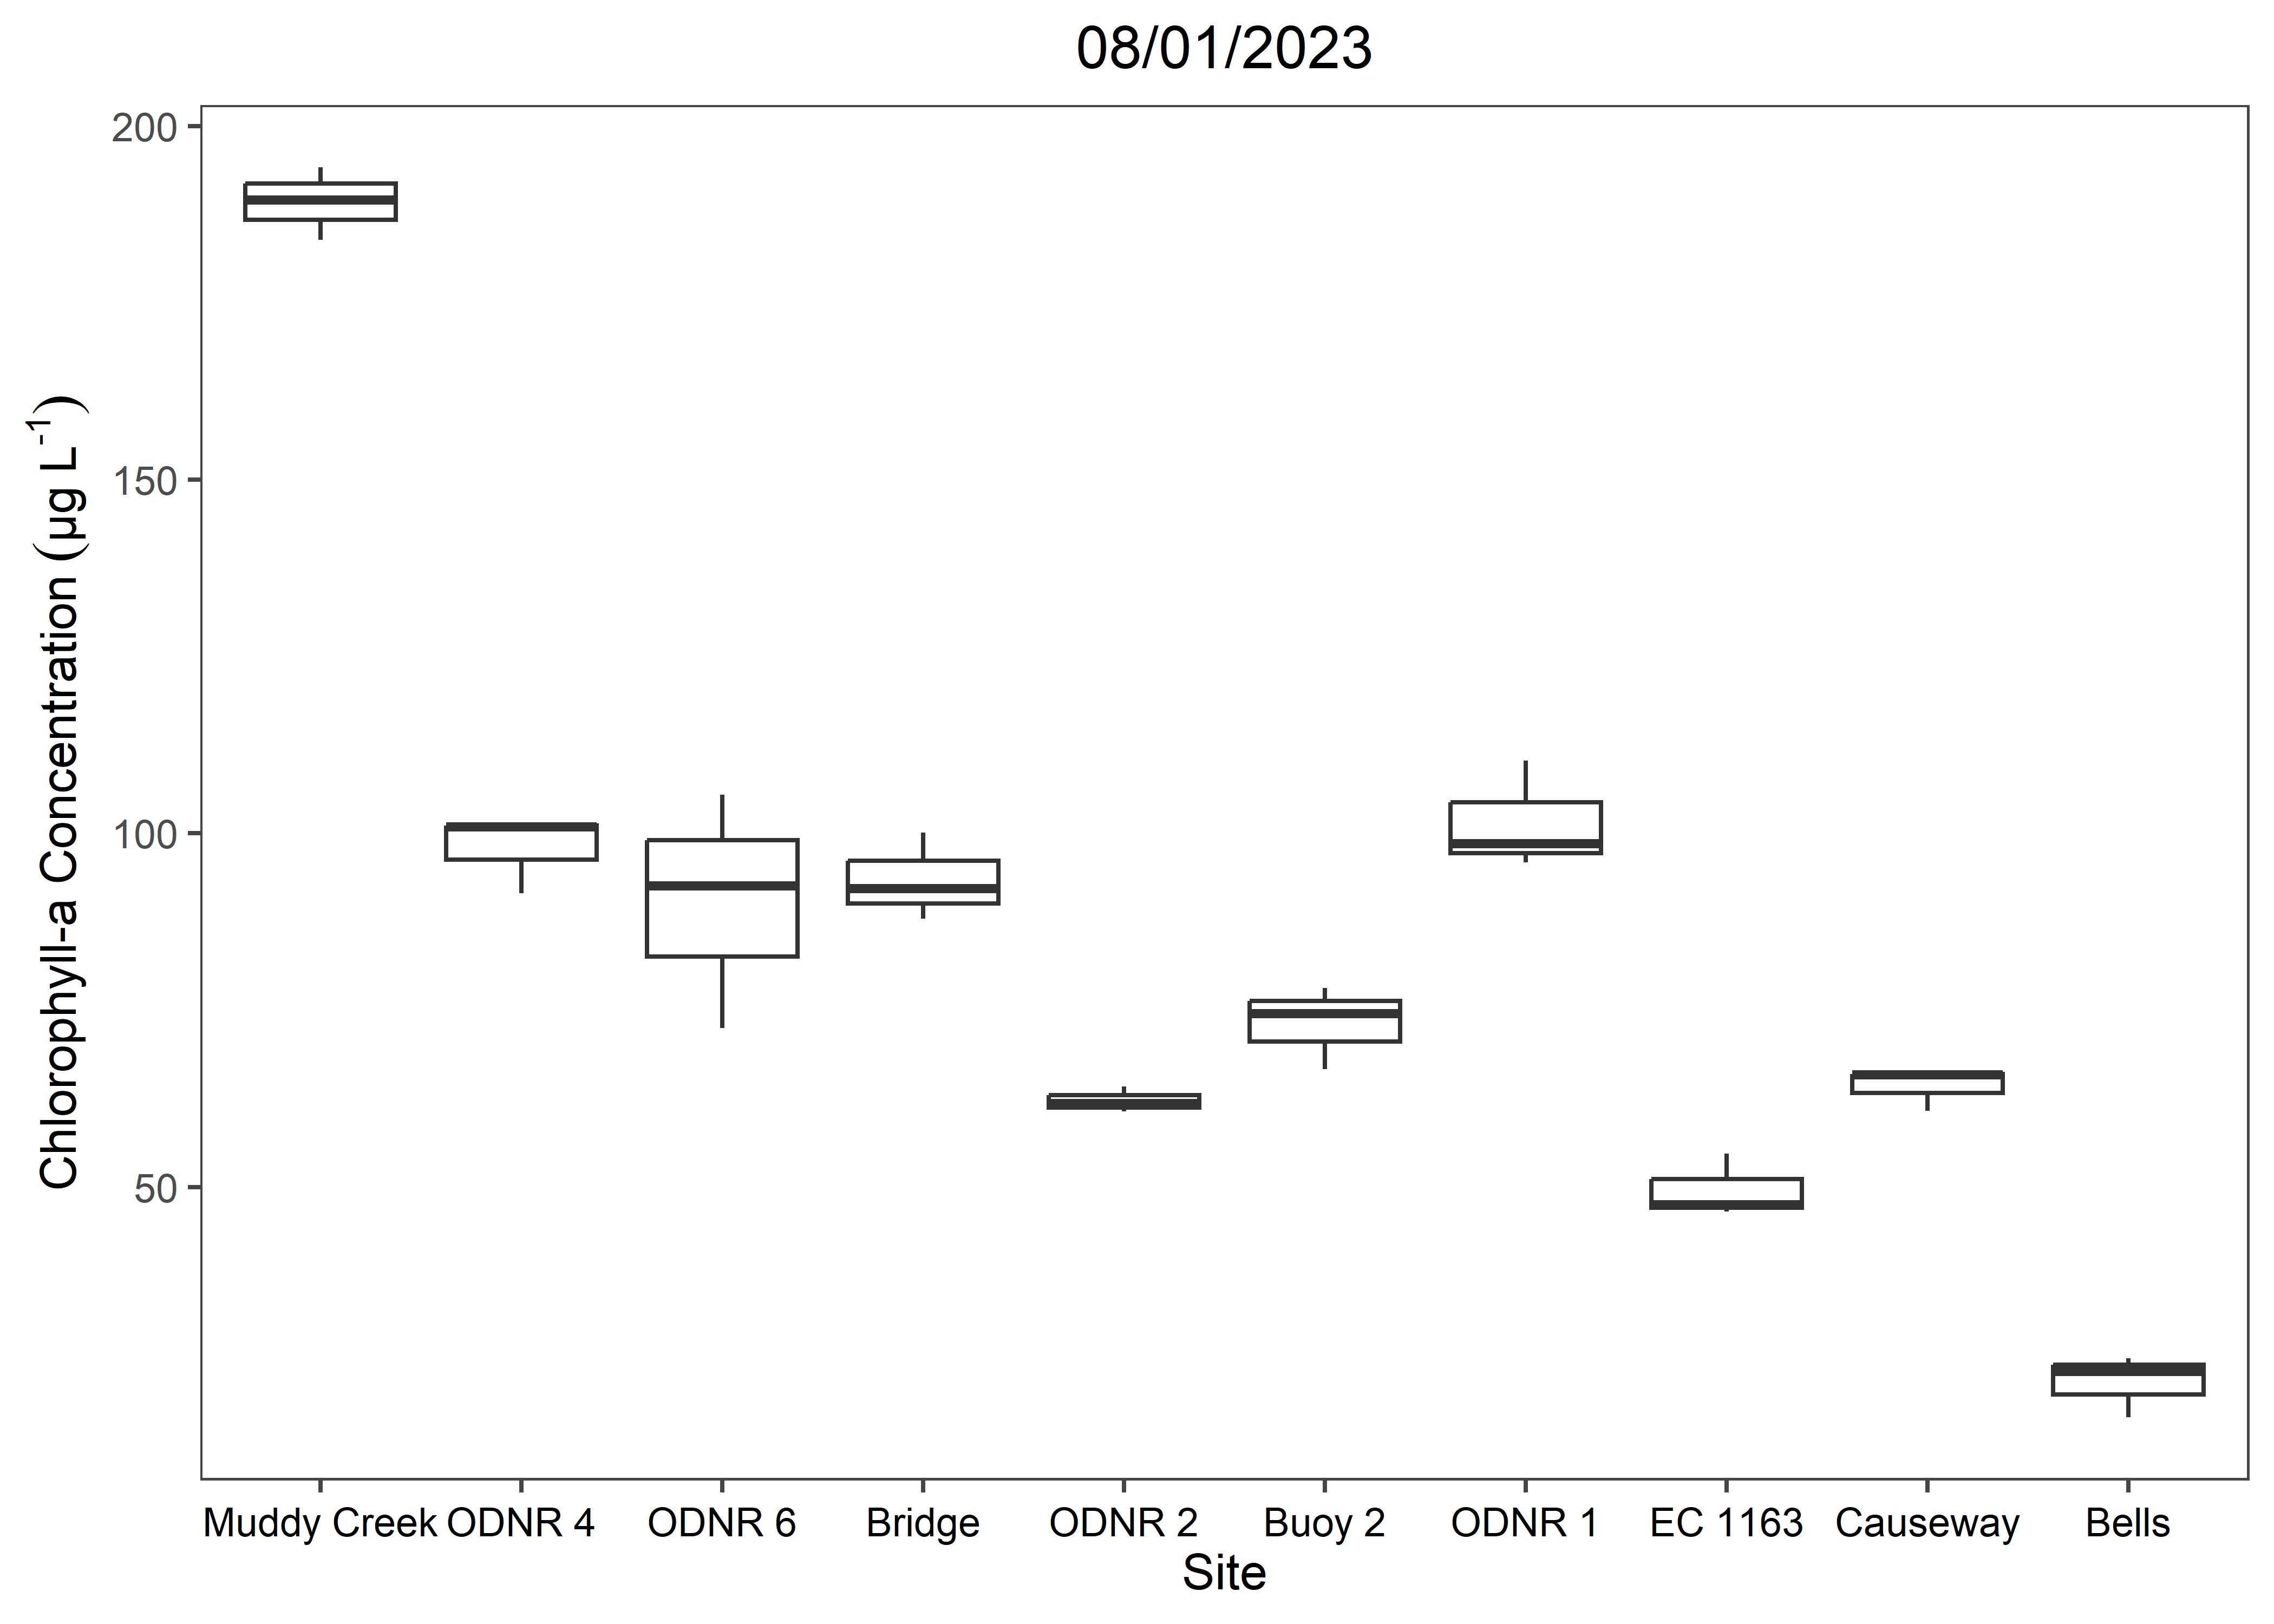 08/01/2023
Chlorophyll-a Concentration (µg L⁻¹)
200
150
100
50
Muddy Creek ODNR 4 ODNR 6 Bridge ODNR 2 Buoy 2 ODNR 1 EC 1163 Causeway Bells
Site